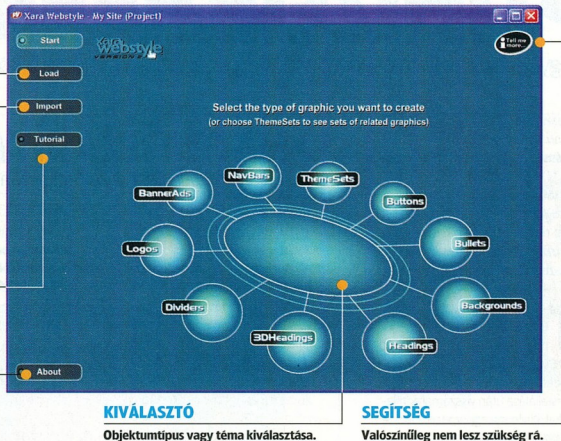 Xara Webstyle - My Site (Project)
Start
Xara
Webstyle
VERSION 2
Tell me
more...
Load
Import
Tutorial
Select the type of graphic you want to create
(or choose ThemeSets to see sets of related graphics)
NavBars
ThemeSets
BannerAds
Buttons
Logos
Bullets
Dividers
Backgrounds
3DHeadings
Headings
About
KIVÁLASZTÓ
Objektumtípus vagy téma kiválasztása.
SEGÍTSÉG
Valószínűleg nem lesz szükség rá.